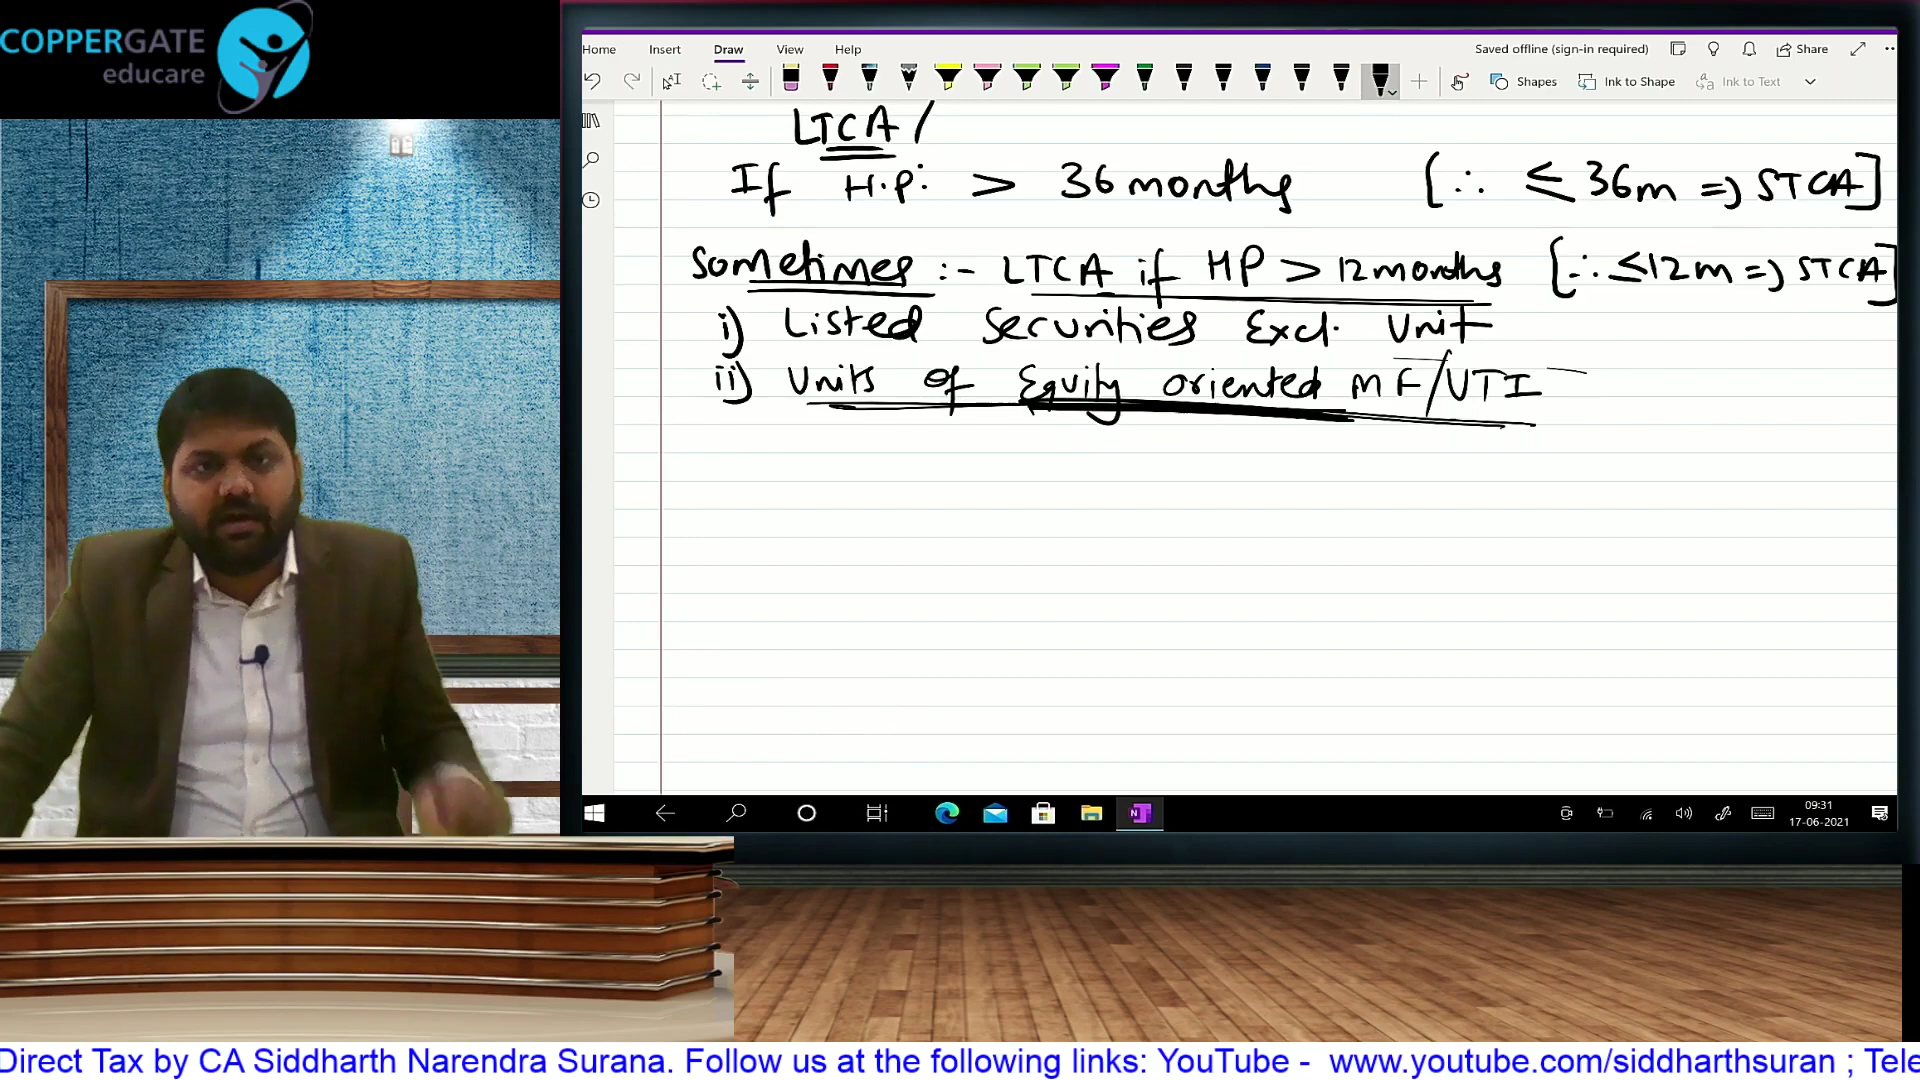 COPPERGATE
educare
Home Insert Draw View Help Saved offline (sign-in required) Share
Shapes Ink to Shape Ink to Text
LTCA /
If H.P. > 36 months [∴ ≤ 36m => STCA]
Sometimes :- LTCA if HP > 12 months [∴ ≤ 12m => STCA]
i) Listed Securities Excl. Unit
ii) Units of Equity oriented MF/UTI
09:31
17-06-2021
Direct Tax by CA Siddharth Narendra Surana. Follow us at the following links: YouTube - www.youtube.com/siddharthsuran ; Tele